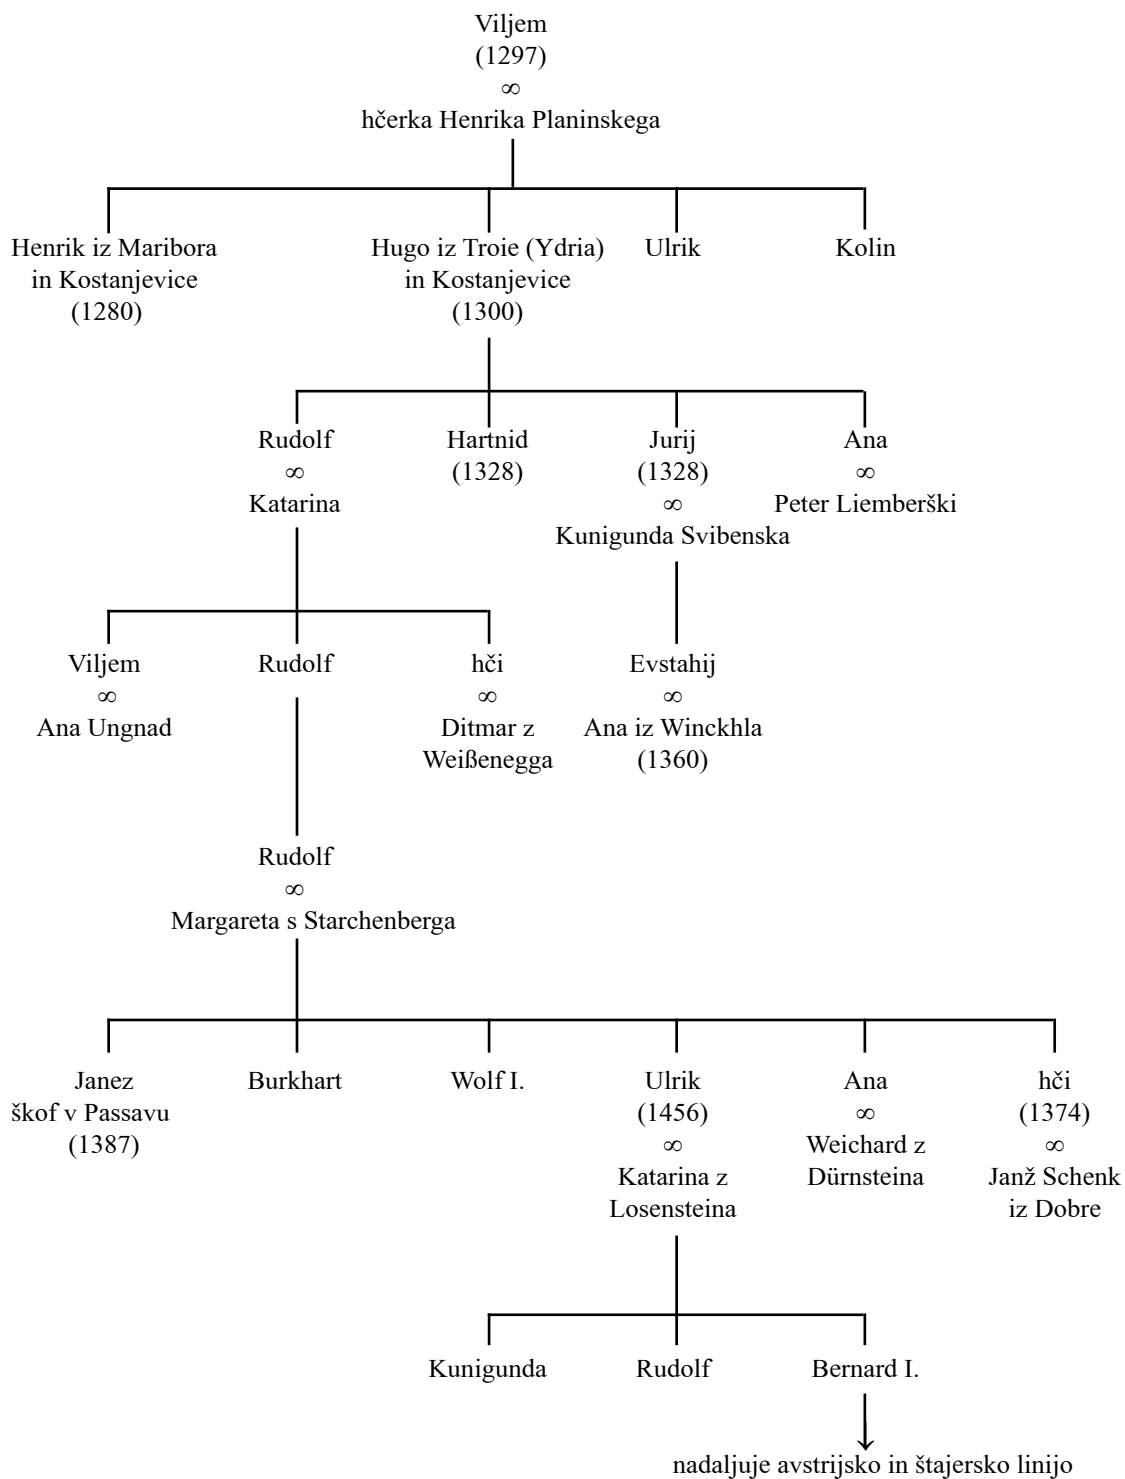 Viljem
(1297)
∞
hčerka Henrika Planinskega
Henrik iz Maribora
in Kostanjevice
(1280)
Hugo iz Troie (Ydria)
in Kostanjevice
(1300)
Ulrik
Kolin
Rudolf
∞
Katarina
Hartnid
(1328)
Jurij
(1328)
∞
Kunigunda Svibenska
Ana
∞
Peter Liemberški
Viljem
∞
Ana Ungnad
Rudolf
hči
∞
Ditmar z
Weißenegga
Evstahij
∞
Ana iz Winckhla
(1360)
Rudolf
∞
Margareta s Starchenberga
Janez
škof v Passavu
(1387)
Burkhart
Wolf I.
Ulrik
(1456)
∞
Katarina z
Losensteina
Ana
∞
Weichard z
Dürnsteina
hči
(1374)
∞
Janž Schenk
iz Dobre
Kunigunda
Rudolf
Bernard I.
nadaljuje avstrijsko in štajersko linijo